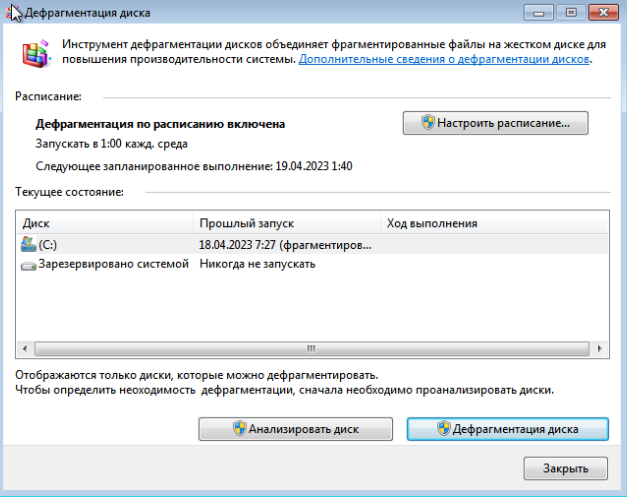 Дефрагментация диска
Инструмент дефрагментации дисков объединяет фрагментированные файлы на жестком диске для
повышения производительности системы. Дополнительные сведения о дефрагментации дисков.
Расписание:
Дефрагментация по расписанию включена
Настроить расписание...
Запускать в 1:00 кажд. среда
Следующее запланированное выполнение: 19.04.2023 1:40
Текущее состояние:
Диск Прошлый запуск Ход выполнения
(C:) 18.04.2023 7:27 (фрагментиров...
Зарезервировано системой Никогда не запускать
Отображаются только диски, которые можно дефрагментировать.
Чтобы определить неоходимость дефрагментации, сначала необходимо проанализировать диски.
Анализировать диск Дефрагментация диска
Закрыть